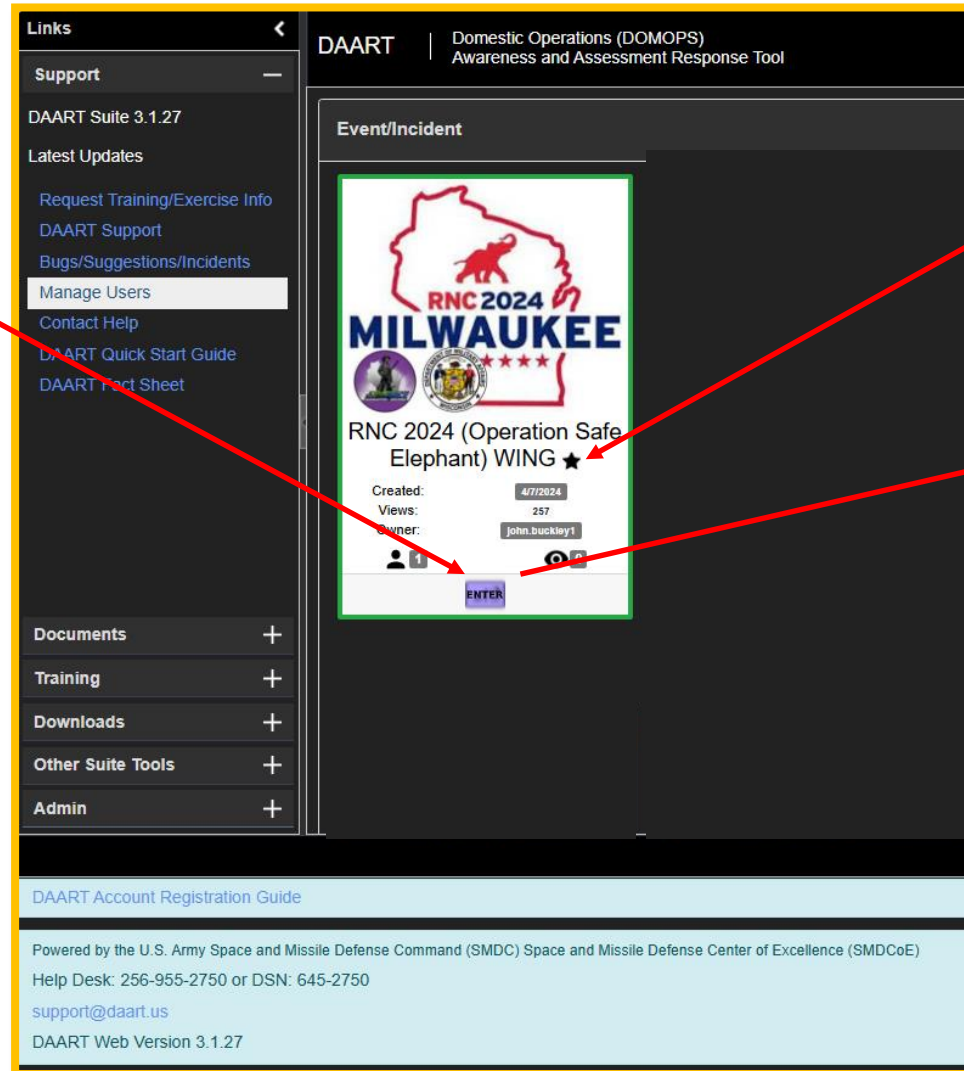 Links
Support
DAART Suite 3.1.27
Latest Updates
Request Training/Exercise Info
DAART Support
Bugs/Suggestions/Incidents
Manage Users
Contact Help
DAART Quick Start Guide
DAART Fact Sheet
Documents
Training
Downloads
Other Suite Tools
Admin
DAART
Domestic Operations (DOMOPS)
Awareness and Assessment Response Tool
Event/Incident
RNC 2024
MILWAUKEE
RNC 2024 (Operation Safe
Elephant) WING
Created: 4/7/2024
Views: 257
Owner: john.buckley1
1
ENTER
DAART Account Registration Guide
Powered by the U.S. Army Space and Missile Defense Command (SMDC) Space and Missile Defense Center of Excellence (SMDCoE)
Help Desk: 256-955-2750 or DSN: 645-2750
support@daart.us
DAART Web Version 3.1.27